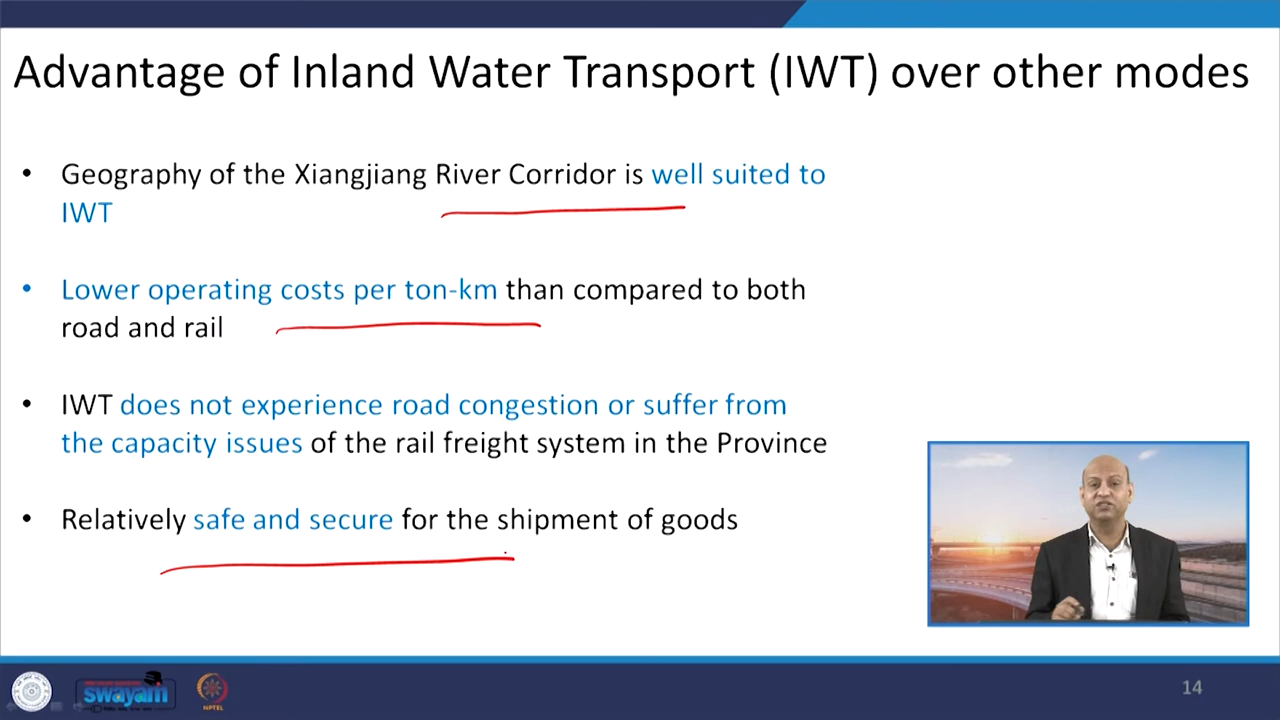 Advantage of Inland Water Transport (IWT) over other modes
• Geography of the Xiangjiang River Corridor is well suited to
IWT
• Lower operating costs per ton-km than compared to both
road and rail
• IWT does not experience road congestion or suffer from
the capacity issues of the rail freight system in the Province
• Relatively safe and secure for the shipment of goods
swayam
NPTEL
14